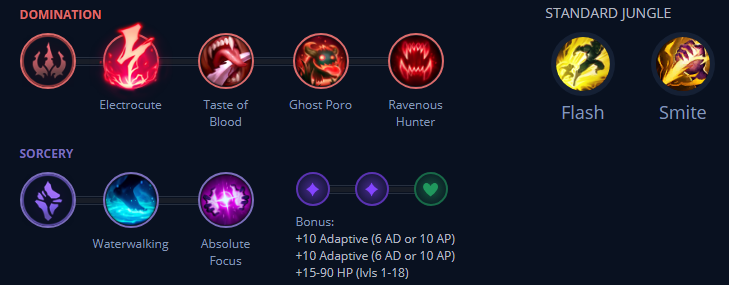 DOMINATION
STANDARD JUNGLE
Electrocute
Taste of
Blood
Ghost Poro
Ravenous
Hunter
Flash
Smite
SORCERY
Waterwalking
Absolute
Focus
Bonus:
+10 Adaptive (6 AD or 10 AP)
+10 Adaptive (6 AD or 10 AP)
+15-90 HP (lvls 1-18)